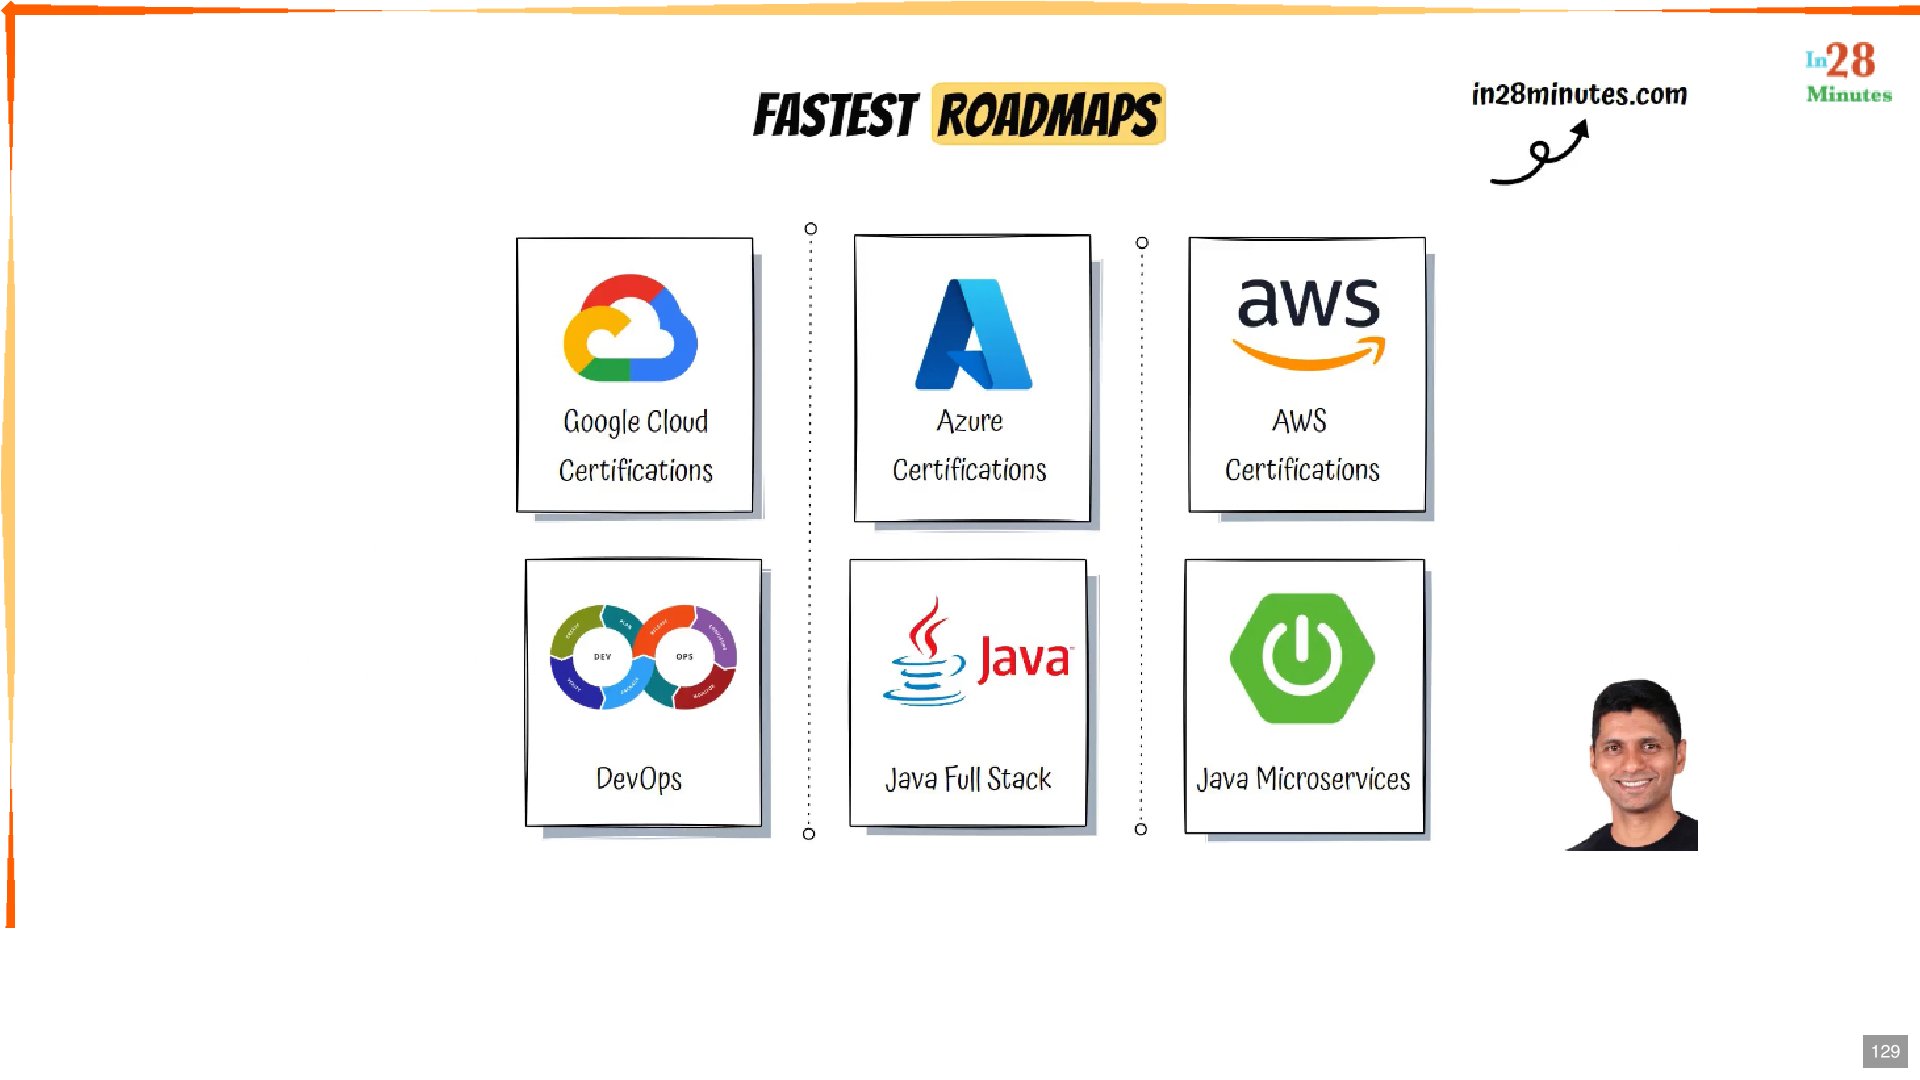 FASTEST ROADMAPS
in28minutes.com
In28
Minutes
aws
Google Cloud
Certifications
Azure
Certifications
AWS
Certifications
DEV
OPS
Java
DevOps
Java Full Stack
Java Microservices
129